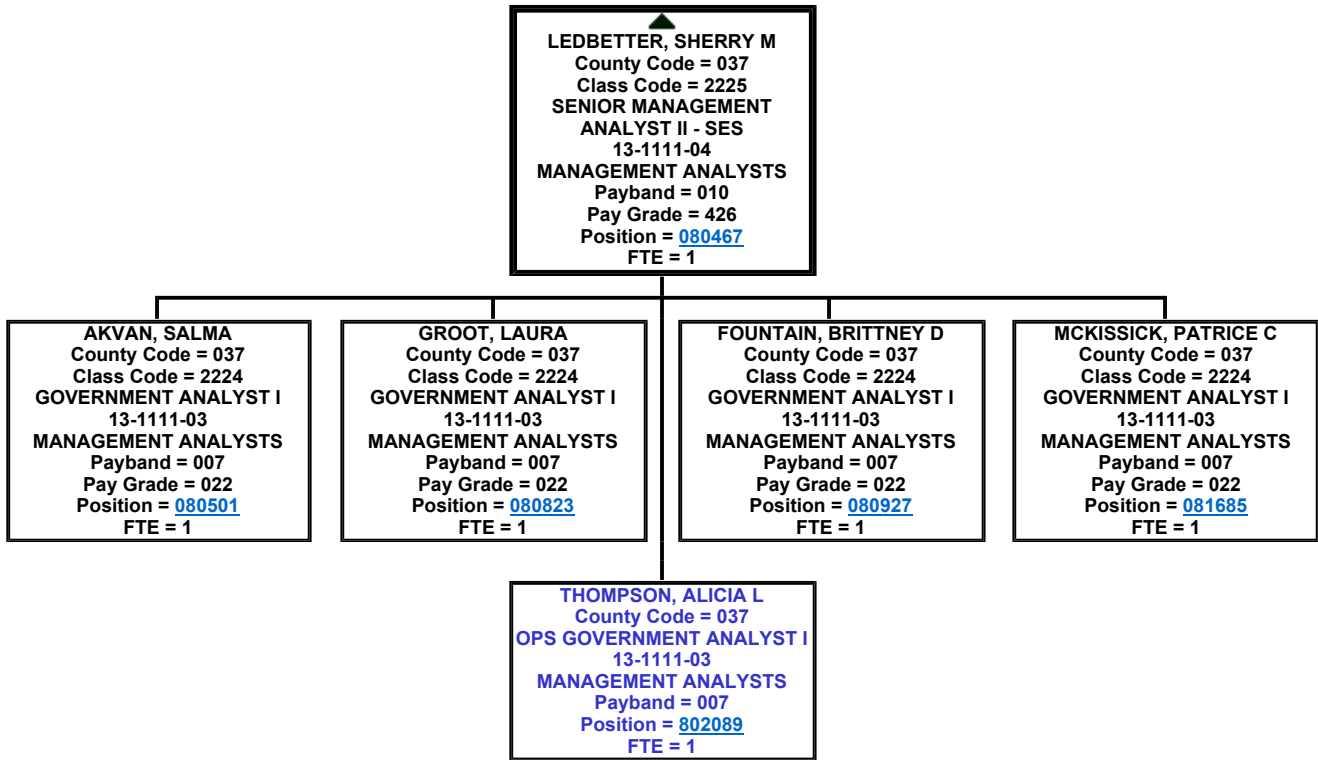 LEDBETTER, SHERRY M
County Code = 037
Class Code = 2225
SENIOR MANAGEMENT
ANALYST II - SES
13-1111-04
MANAGEMENT ANALYSTS
Payband = 010
Pay Grade = 426
Position = 080467
FTE = 1
AKVAN, SALMA
County Code = 037
Class Code = 2224
GOVERNMENT ANALYST I
13-1111-03
MANAGEMENT ANALYSTS
Payband = 007
Pay Grade = 022
Position = 080501
FTE = 1
GROOT, LAURA
County Code = 037
Class Code = 2224
GOVERNMENT ANALYST I
13-1111-03
MANAGEMENT ANALYSTS
Payband = 007
Pay Grade = 022
Position = 080823
FTE = 1
FOUNTAIN, BRITTNEY D
County Code = 037
Class Code = 2224
GOVERNMENT ANALYST I
13-1111-03
MANAGEMENT ANALYSTS
Payband = 007
Pay Grade = 022
Position = 080927
FTE = 1
MCKISSICK, PATRICE C
County Code = 037
Class Code = 2224
GOVERNMENT ANALYST I
13-1111-03
MANAGEMENT ANALYSTS
Payband = 007
Pay Grade = 022
Position = 081685
FTE = 1
THOMPSON, ALICIA L
County Code = 037
OPS GOVERNMENT ANALYST I
13-1111-03
MANAGEMENT ANALYSTS
Payband = 007
Position = 802089
FTE = 1